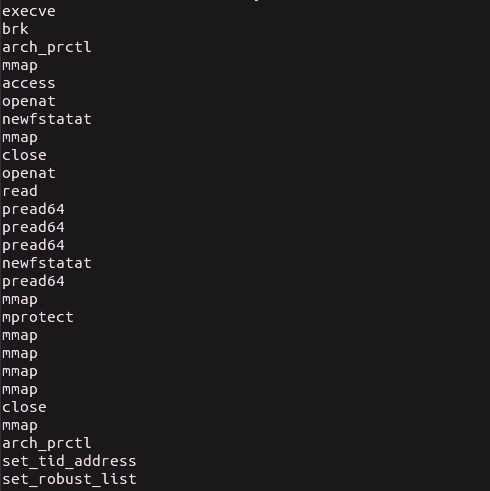 execve
brk
arch_prctl
mmap
access
openat
newfstatat
mmap
close
openat
read
pread64
pread64
pread64
newfstatat
pread64
mmap
mprotect
mmap
mmap
mmap
mmap
close
mmap
arch_prctl
set_tid_address
set_robust_list